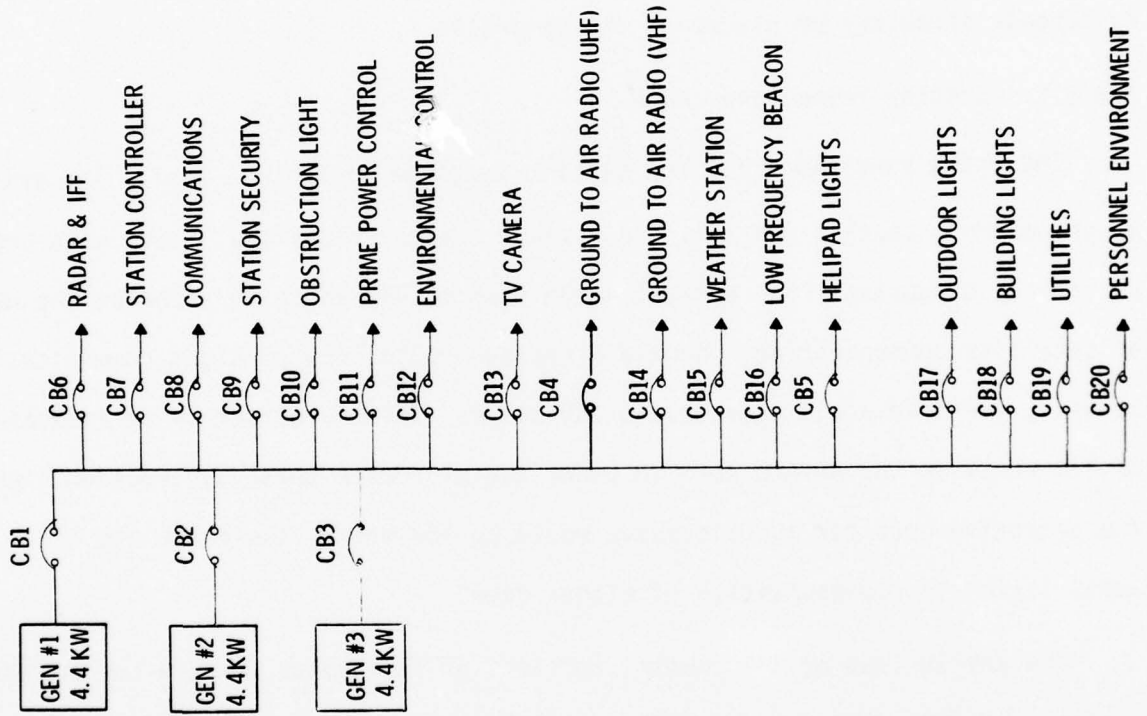 GEN #1
4.4KW
CB1
GEN #2
4.4KW
CB2
GEN #3
4.4KW
CB3
CB6 RADAR & IFF
CB7 STATION CONTROLLER
CB8 COMMUNICATIONS
CB9 STATION SECURITY
CB10 OBSTRUCTION LIGHT
CB11 PRIME POWER CONTROL
CB12 ENVIRONMENTAL CONTROL
CB13 TV CAMERA
CB4 GROUND TO AIR RADIO (UHF)
CB14 GROUND TO AIR RADIO (VHF)
CB15 WEATHER STATION
CB16 LOW FREQUENCY BEACON
CB5 HELIPAD LIGHTS
CB17 OUTDOOR LIGHTS
CB18 BUILDING LIGHTS
CB19 UTILITIES
CB20 PERSONNEL ENVIRONMENT